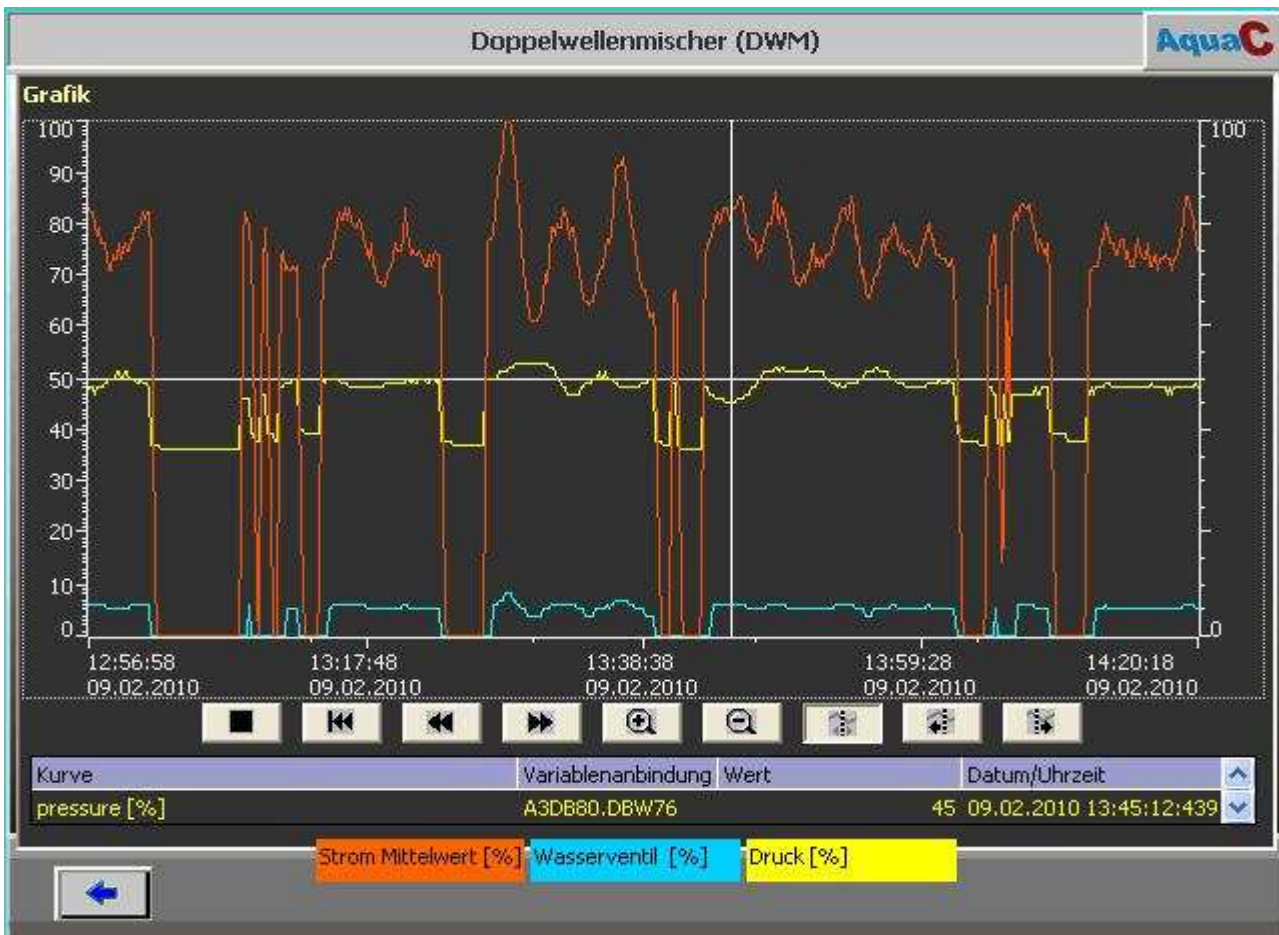 Doppelwellenmischer (DWM)
AquaC
Grafik
100
90
80
70
60
50
40
30
20
10
0
100
0
12:56:58 13:17:48 13:38:38 13:59:28 14:20:18
09.02.2010 09.02.2010 09.02.2010 09.02.2010 09.02.2010
Kurve Variablenanbindung Wert Datum/Uhrzeit
pressure [%] A3DB80.DBW76 45 09.02.2010 13:45:12:439
Strom Mittelwert [%] Wasserventil [%] Druck [%]